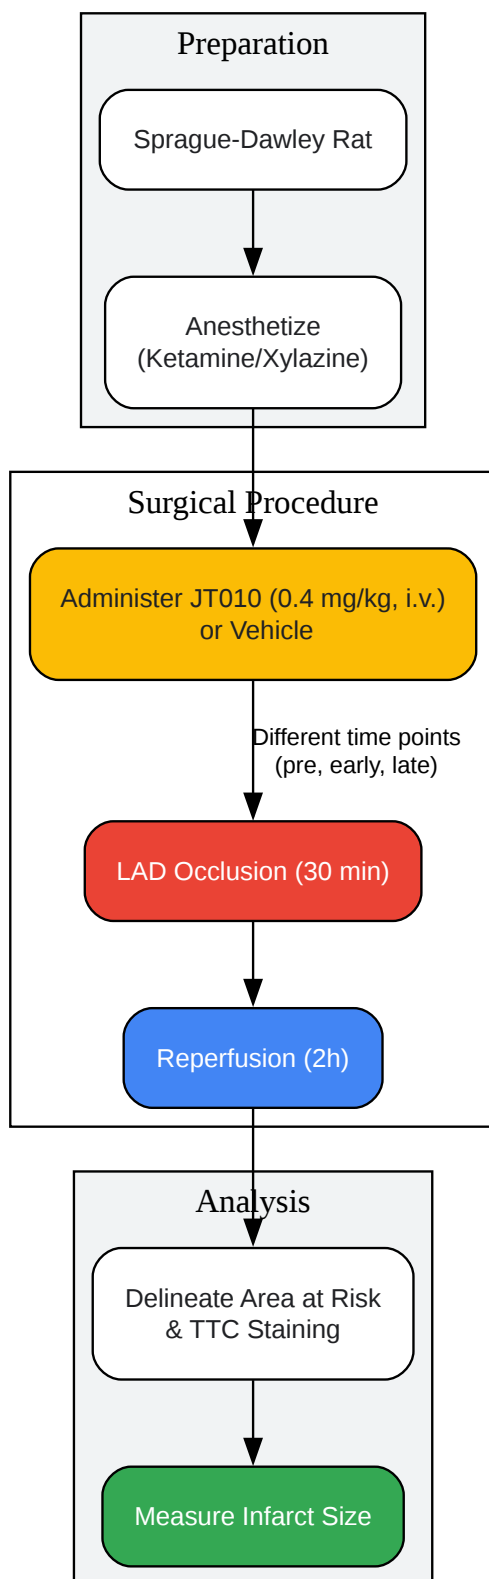 Preparation
Sprague-Dawley Rat
Anesthetize
(Ketamine/Xylazine)
Surgical Procedure
Administer JT010 (0.4 mg/kg, i.v.)
or Vehicle
Different time points
(pre, early, late)
LAD Occlusion (30 min)
Reperfusion (2h)
Analysis
Delineate Area at Risk
& TTC Staining
Measure Infarct Size